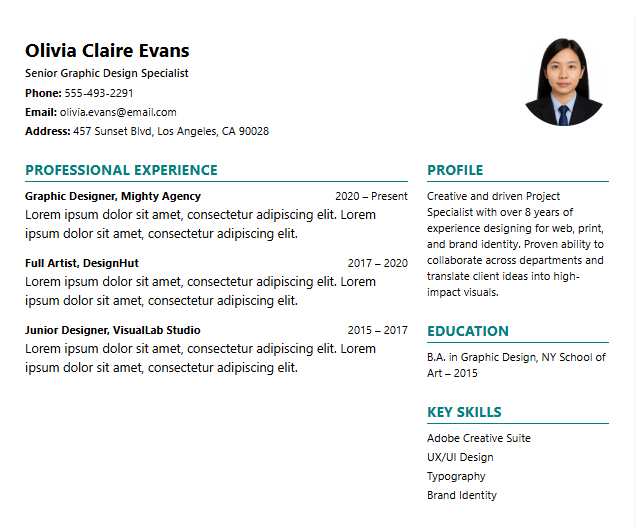 Olivia Claire Evans
Senior Graphic Design Specialist
Phone: 555-493-2291
Email: olivia.evans@email.com
Address: 457 Sunset Blvd, Los Angeles, CA 90028
PROFESSIONAL EXPERIENCE
Graphic Designer, Mighty Agency 2020 – Present
Lorem ipsum dolor sit amet, consectetur adipiscing elit. Lorem
ipsum dolor sit amet, consectetur adipiscing elit.
Full Artist, DesignHut 2017 – 2020
Lorem ipsum dolor sit amet, consectetur adipiscing elit. Lorem
ipsum dolor sit amet, consectetur adipiscing elit.
Junior Designer, VisualLab Studio 2015 – 2017
Lorem ipsum dolor sit amet, consectetur adipiscing elit. Lorem
ipsum dolor sit amet, consectetur adipiscing elit.
PROFILE
Creative and driven Project
Specialist with over 8 years of
experience designing for web, print,
and brand identity. Proven ability to
collaborate across departments and
translate client ideas into high-
impact visuals.
EDUCATION
B.A. in Graphic Design, NY School of
Art – 2015
KEY SKILLS
Adobe Creative Suite
UX/UI Design
Typography
Brand Identity